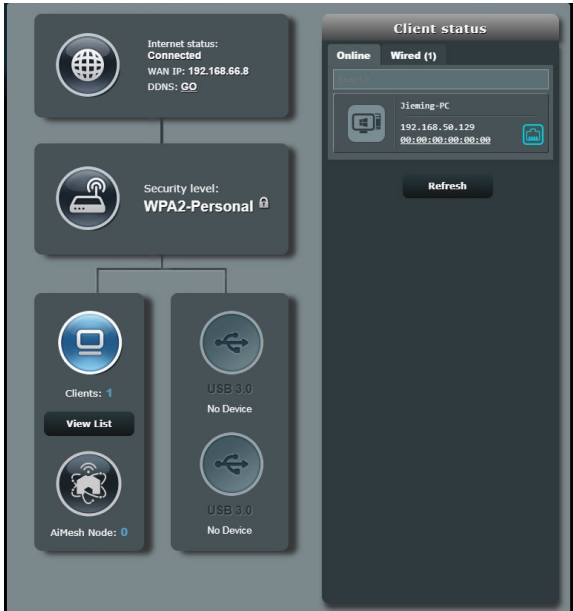 Internet status:
Connected
WAN IP: 192.168.66.8
DDNS: GO
Security level:
WPA2-Personal
Clients: 1
View List
AiMesh Node: 0
USB 3.0
No Device
USB 3.0
No Device
Client status
Online Wired (1)
Search
Jieming-PC
192.168.50.129
00:00:00:00:00:00
Refresh